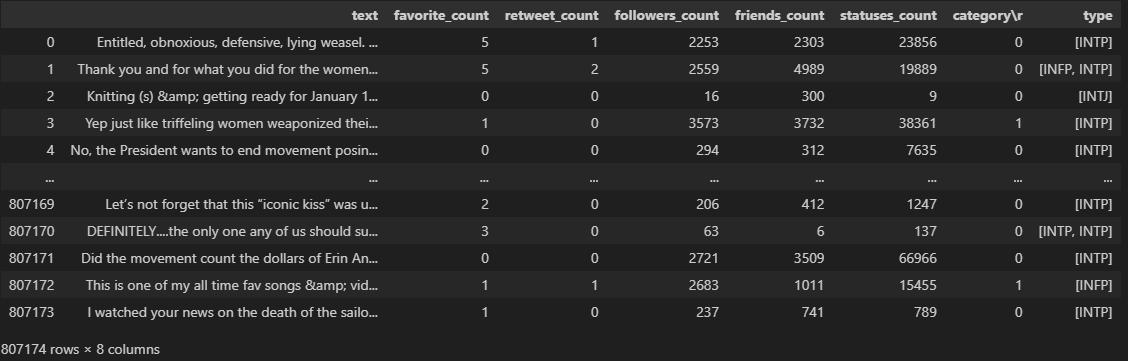 text favorite_count retweet_count followers_count friends_count statuses_count category\r type
0 Entitled, obnoxious, defensive, lying weasel. ... 5 1 2253 2303 23856 0 [INTP]
1 Thank you and for what you did for the women... 5 2 2559 4989 19889 0 [INFP, INTP]
2 Knitting (s) &amp; getting ready for January 1... 0 0 16 300 9 0 [INTJ]
3 Yep just like triffeling women weaponized thei... 1 0 3573 3732 38361 1 [INTP]
4 No, the President wants to end movement posin... 0 0 294 312 7635 0 [INTP]
... ... ... ... ... ... ... ... ...
807169 Let’s not forget that this “iconic kiss” was u... 2 0 206 412 1247 0 [INTP]
807170 DEFINITELY....the only one any of us should su... 3 0 63 6 137 0 [INTP, INTP]
807171 Did the movement count the dollars of Erin An... 0 0 2721 3509 66966 0 [INTP]
807172 This is one of my all time fav songs &amp; vid... 1 1 2683 1011 15455 1 [INFP]
807173 I watched your news on the death of the sailo... 1 0 237 741 789 0 [INTP]
807174 rows × 8 columns